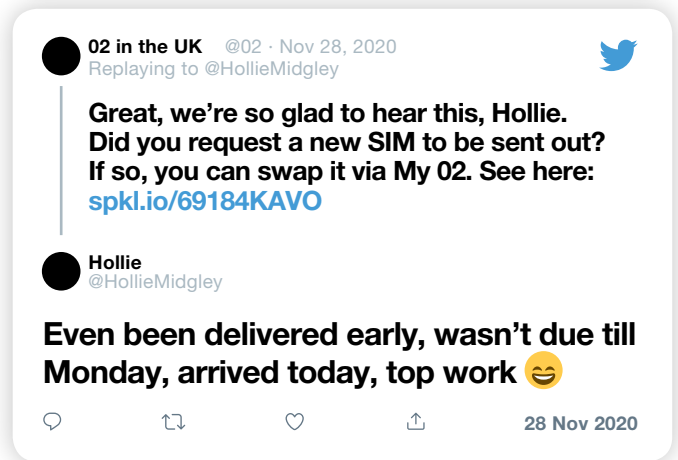 02 in the UK @02 · Nov 28, 2020
Replaying to @HollieMidgley
Great, we’re so glad to hear this, Hollie.
Did you request a new SIM to be sent out?
If so, you can swap it via My 02. See here:
spkl.io/69184KAVO
Hollie
@HollieMidgley
Even been delivered early, wasn’t due till
Monday, arrived today, top work 😄
28 Nov 2020